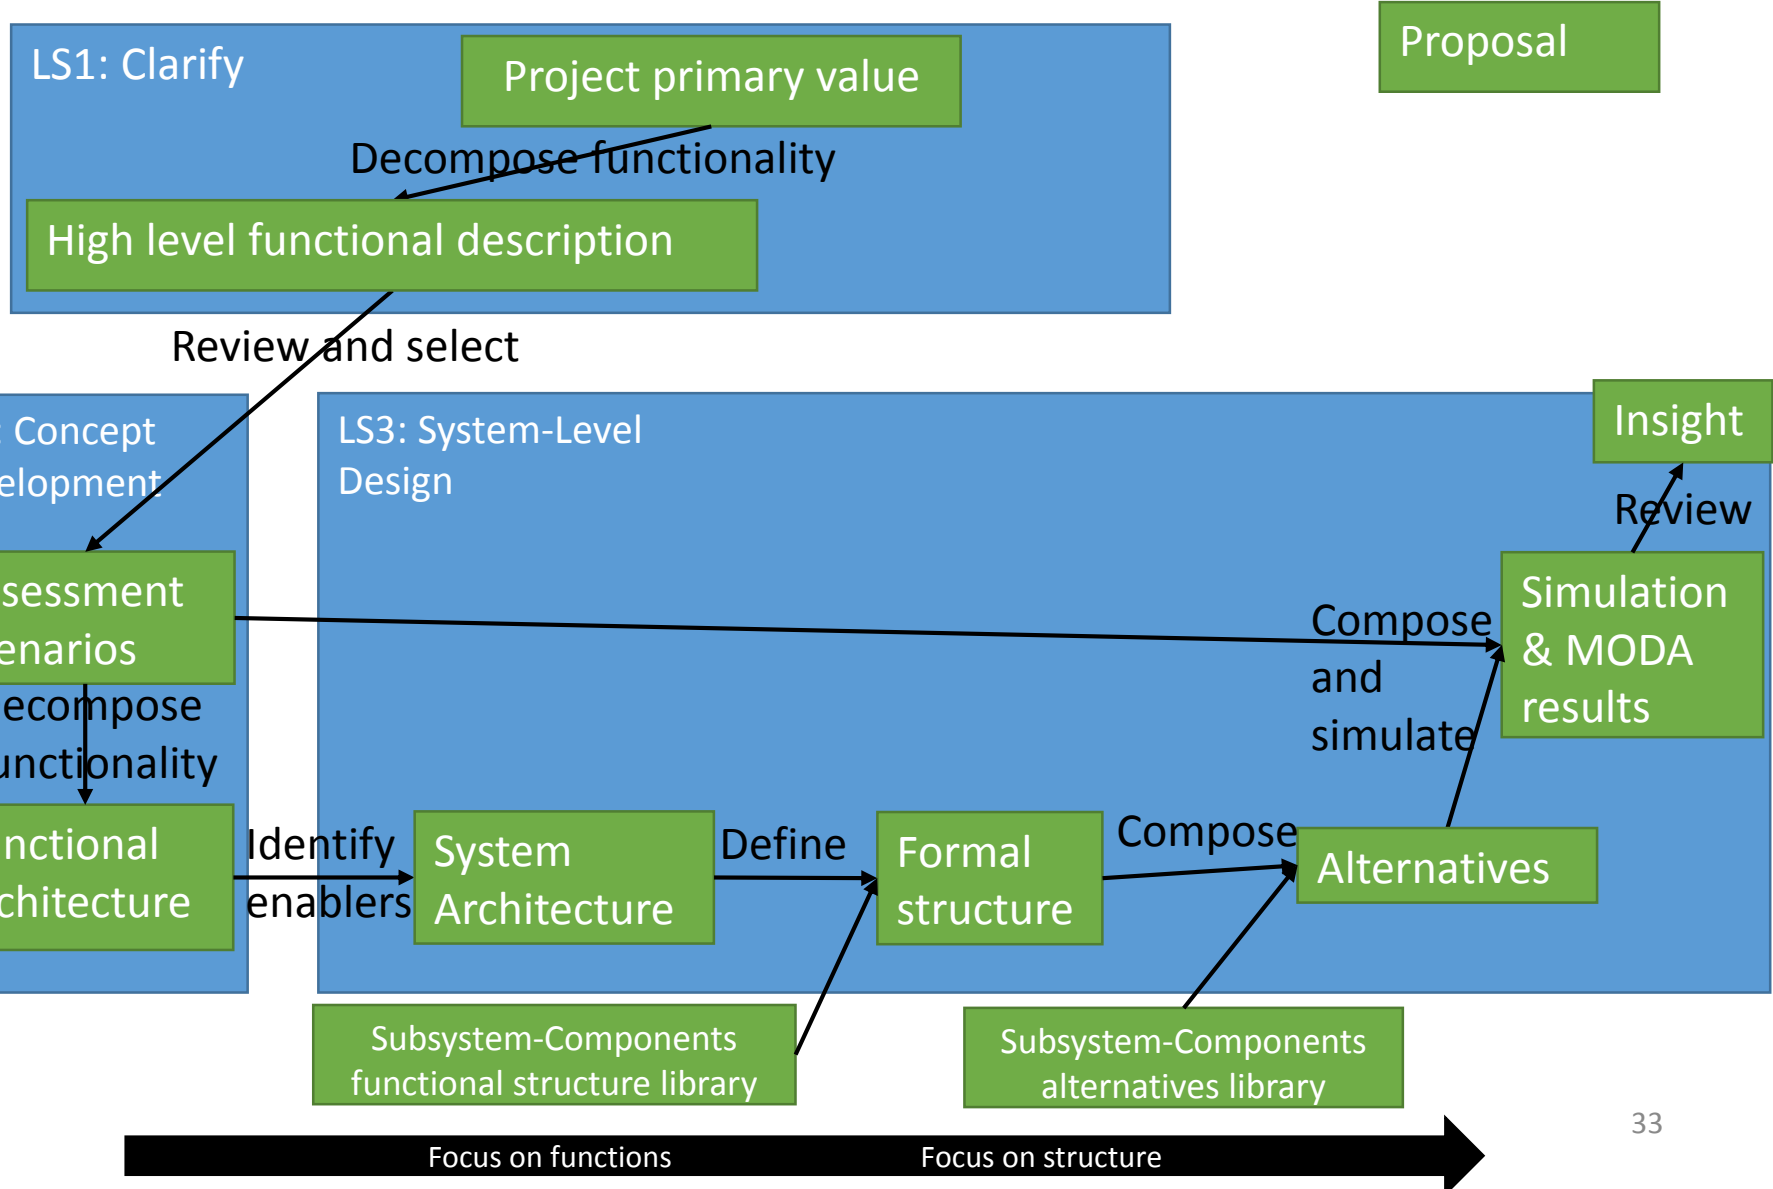 Proposal
LS1: Clarify
Project primary value
Decompose functionality
High level functional description
Review and select
: Concept
elopment
LS3: System-Level
Design
Insight
Review
sessment
enarios
ecompose
unctionality
Compose
and
simulate
Simulation
& MODA
results
nctional
chitecture
Identify
enablers
System
Architecture
Define
Formal
structure
Compose
Alternatives
Subsystem-Components
functional structure library
Subsystem-Components
alternatives library
33
Focus on functions
Focus on structure